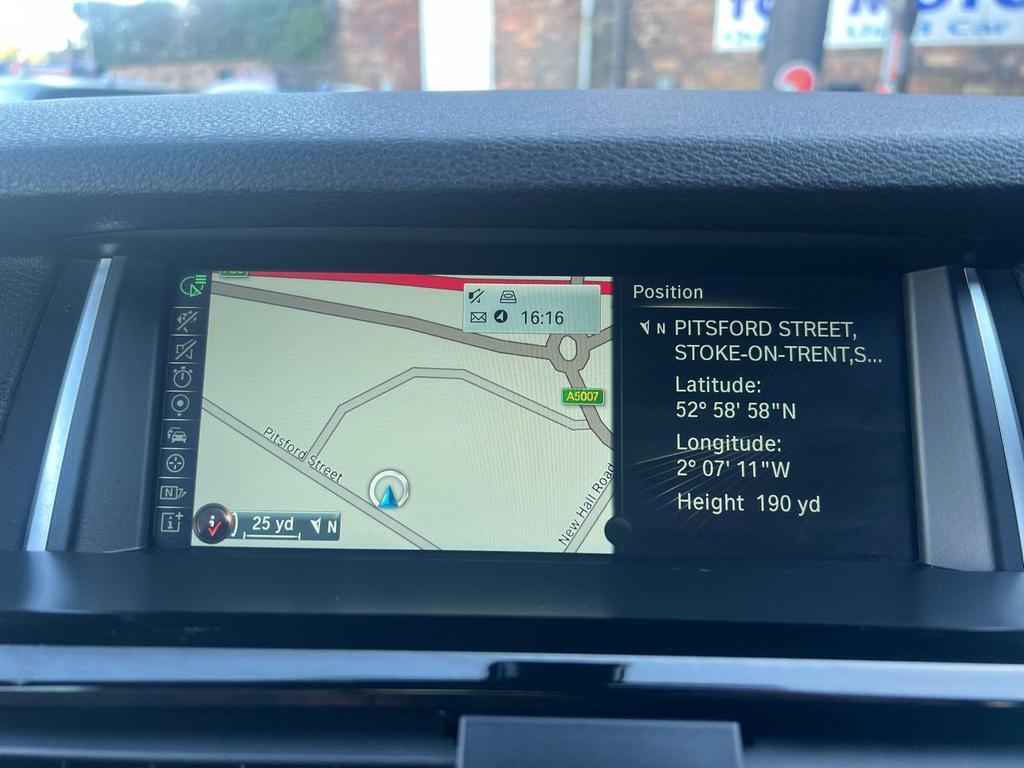 Car
16:16
A5007
Pitsford Street
New Hall Road
25 yd N
Position
N PITSFORD STREET,
STOKE-ON-TRENT,S...
Latitude:
52° 58' 58"N
Longitude:
2° 07' 11"W
Height 190 yd